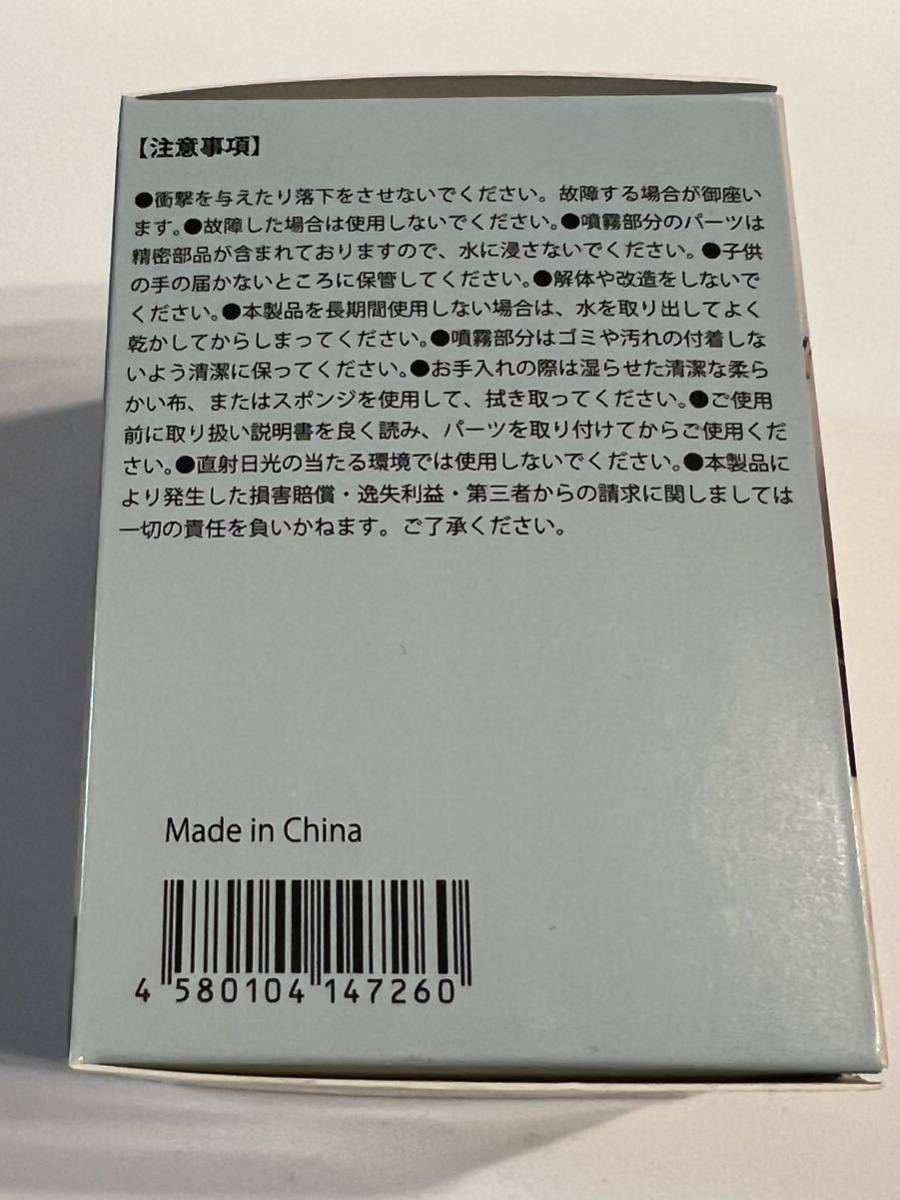 【注意事項】
●衝撃を与えたり落下をさせないでください。故障する場合が御座い
ます。●故障した場合は使用しないでください。●噴霧部分のパーツは
精密部品が含まれておりますので、水に浸さないでください。●子供
の手の届かないところに保管してください。●解体や改造をしないで
ください。●本製品を長期間使用しない場合は、水を取り出してよく
乾かしてからしまってください。●噴霧部分はゴミや汚れの付着しな
いよう清潔に保ってください。●お手入れの際は湿らせた清潔な柔ら
かい布、またはスポンジを使用して、拭き取ってください。●ご使用
前に取り扱い説明書を良く読み、パーツを取り付けてからご使用くだ
さい。●直射日光の当たる環境では使用しないでください。●本製品に
より発生した損害賠償・逸失利益・第三者からの請求に関しましては
一切の責任を負いかねます。ご了承ください。
Made in China
4 580104 147260